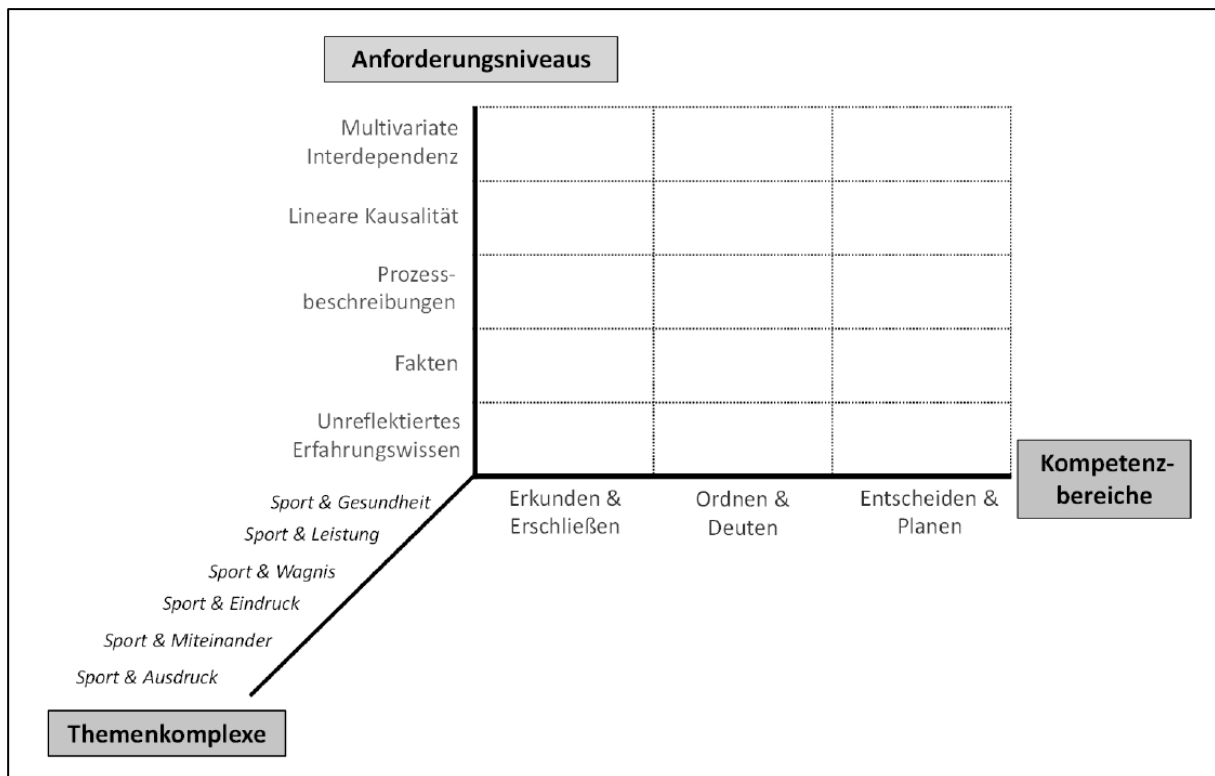 Anforderungsniveaus
Multivariate
Interdependenz
Lineare Kausalität
Prozess-
beschreibungen
Fakten
Unreflektiertes
Erfahrungswissen
Kompetenz-
bereiche
Erkunden &
Erschließen
Ordnen &
Deuten
Entscheiden &
Planen
Sport & Gesundheit
Sport & Leistung
Sport & Wagnis
Sport & Eindruck
Sport & Miteinander
Sport & Ausdruck
Themenkomplexe